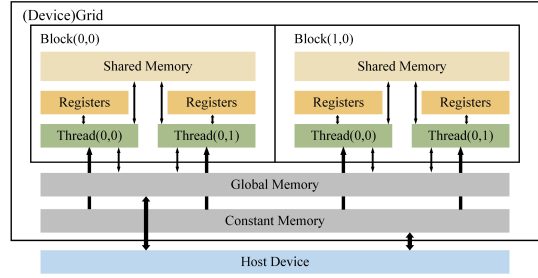 (Device)Grid
Block(0,0)
Block(1,0)
Shared Memory
Shared Memory
Registers
Registers
Registers
Registers
Thread(0,0)
Thread(0,1)
Thread(0,0)
Thread(0,1)
Global Memory
Constant Memory
Host Device